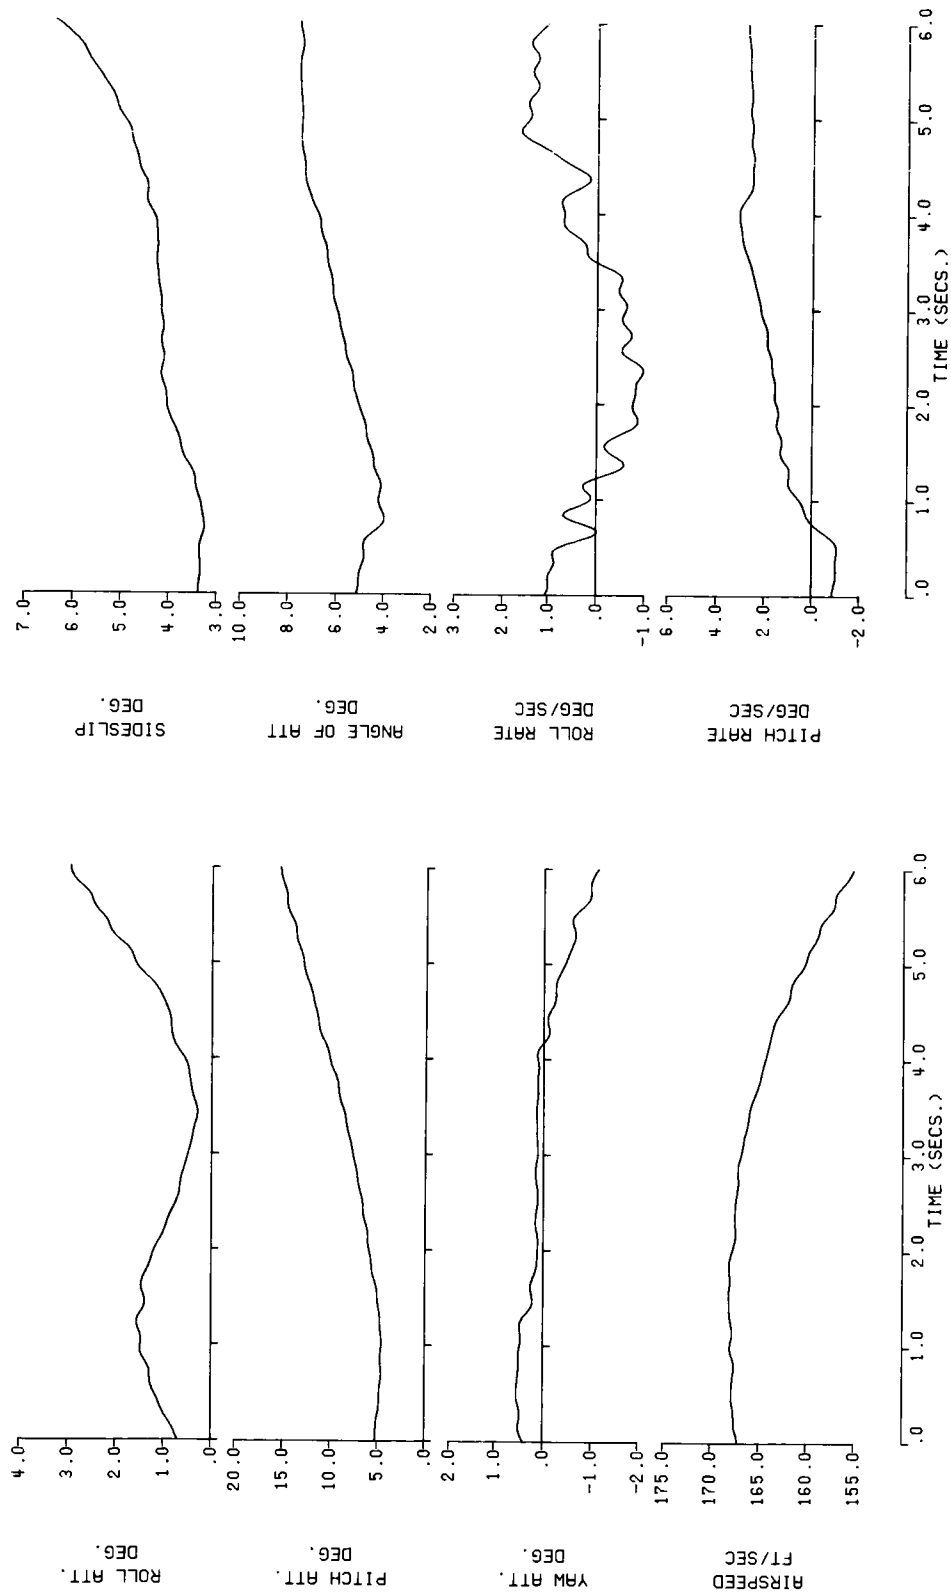 SIDESLIP
DEG.
7.0
6.0
5.0
4.0
3.0
ANGLE OF ATT
DEG.
10.0
8.0
6.0
4.0
2.0
ROLL RATE
DEG/SEC
3.0
2.0
1.0
.0
-1.0
PITCH RATE
DEG/SEC
6.0
4.0
2.0
.0
-2.0
.0 1.0 2.0 3.0 4.0 5.0 6.0
TIME (SECS.)
ROLL ATT.
DEG.
4.0
3.0
2.0
1.0
.0
PITCH ATT.
DEG.
20.0
15.0
10.0
5.0
.0
YAW ATT.
DEG.
2.0
1.0
.0
-1.0
-2.0
AIRSPEED
FT/SEC
175.0
170.0
165.0
160.0
155.0
.0 1.0 2.0 3.0 4.0 5.0 6.0
TIME (SECS.)